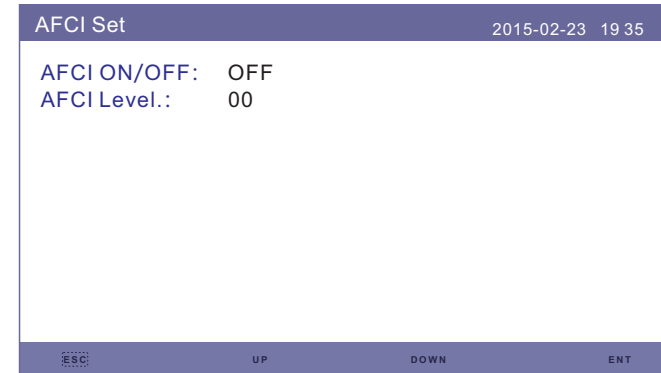 AFCI Set 2015-02-23 19 35
AFCI ON/OFF: OFF
AFCI Level.: 00
ESC UP DOWN ENT